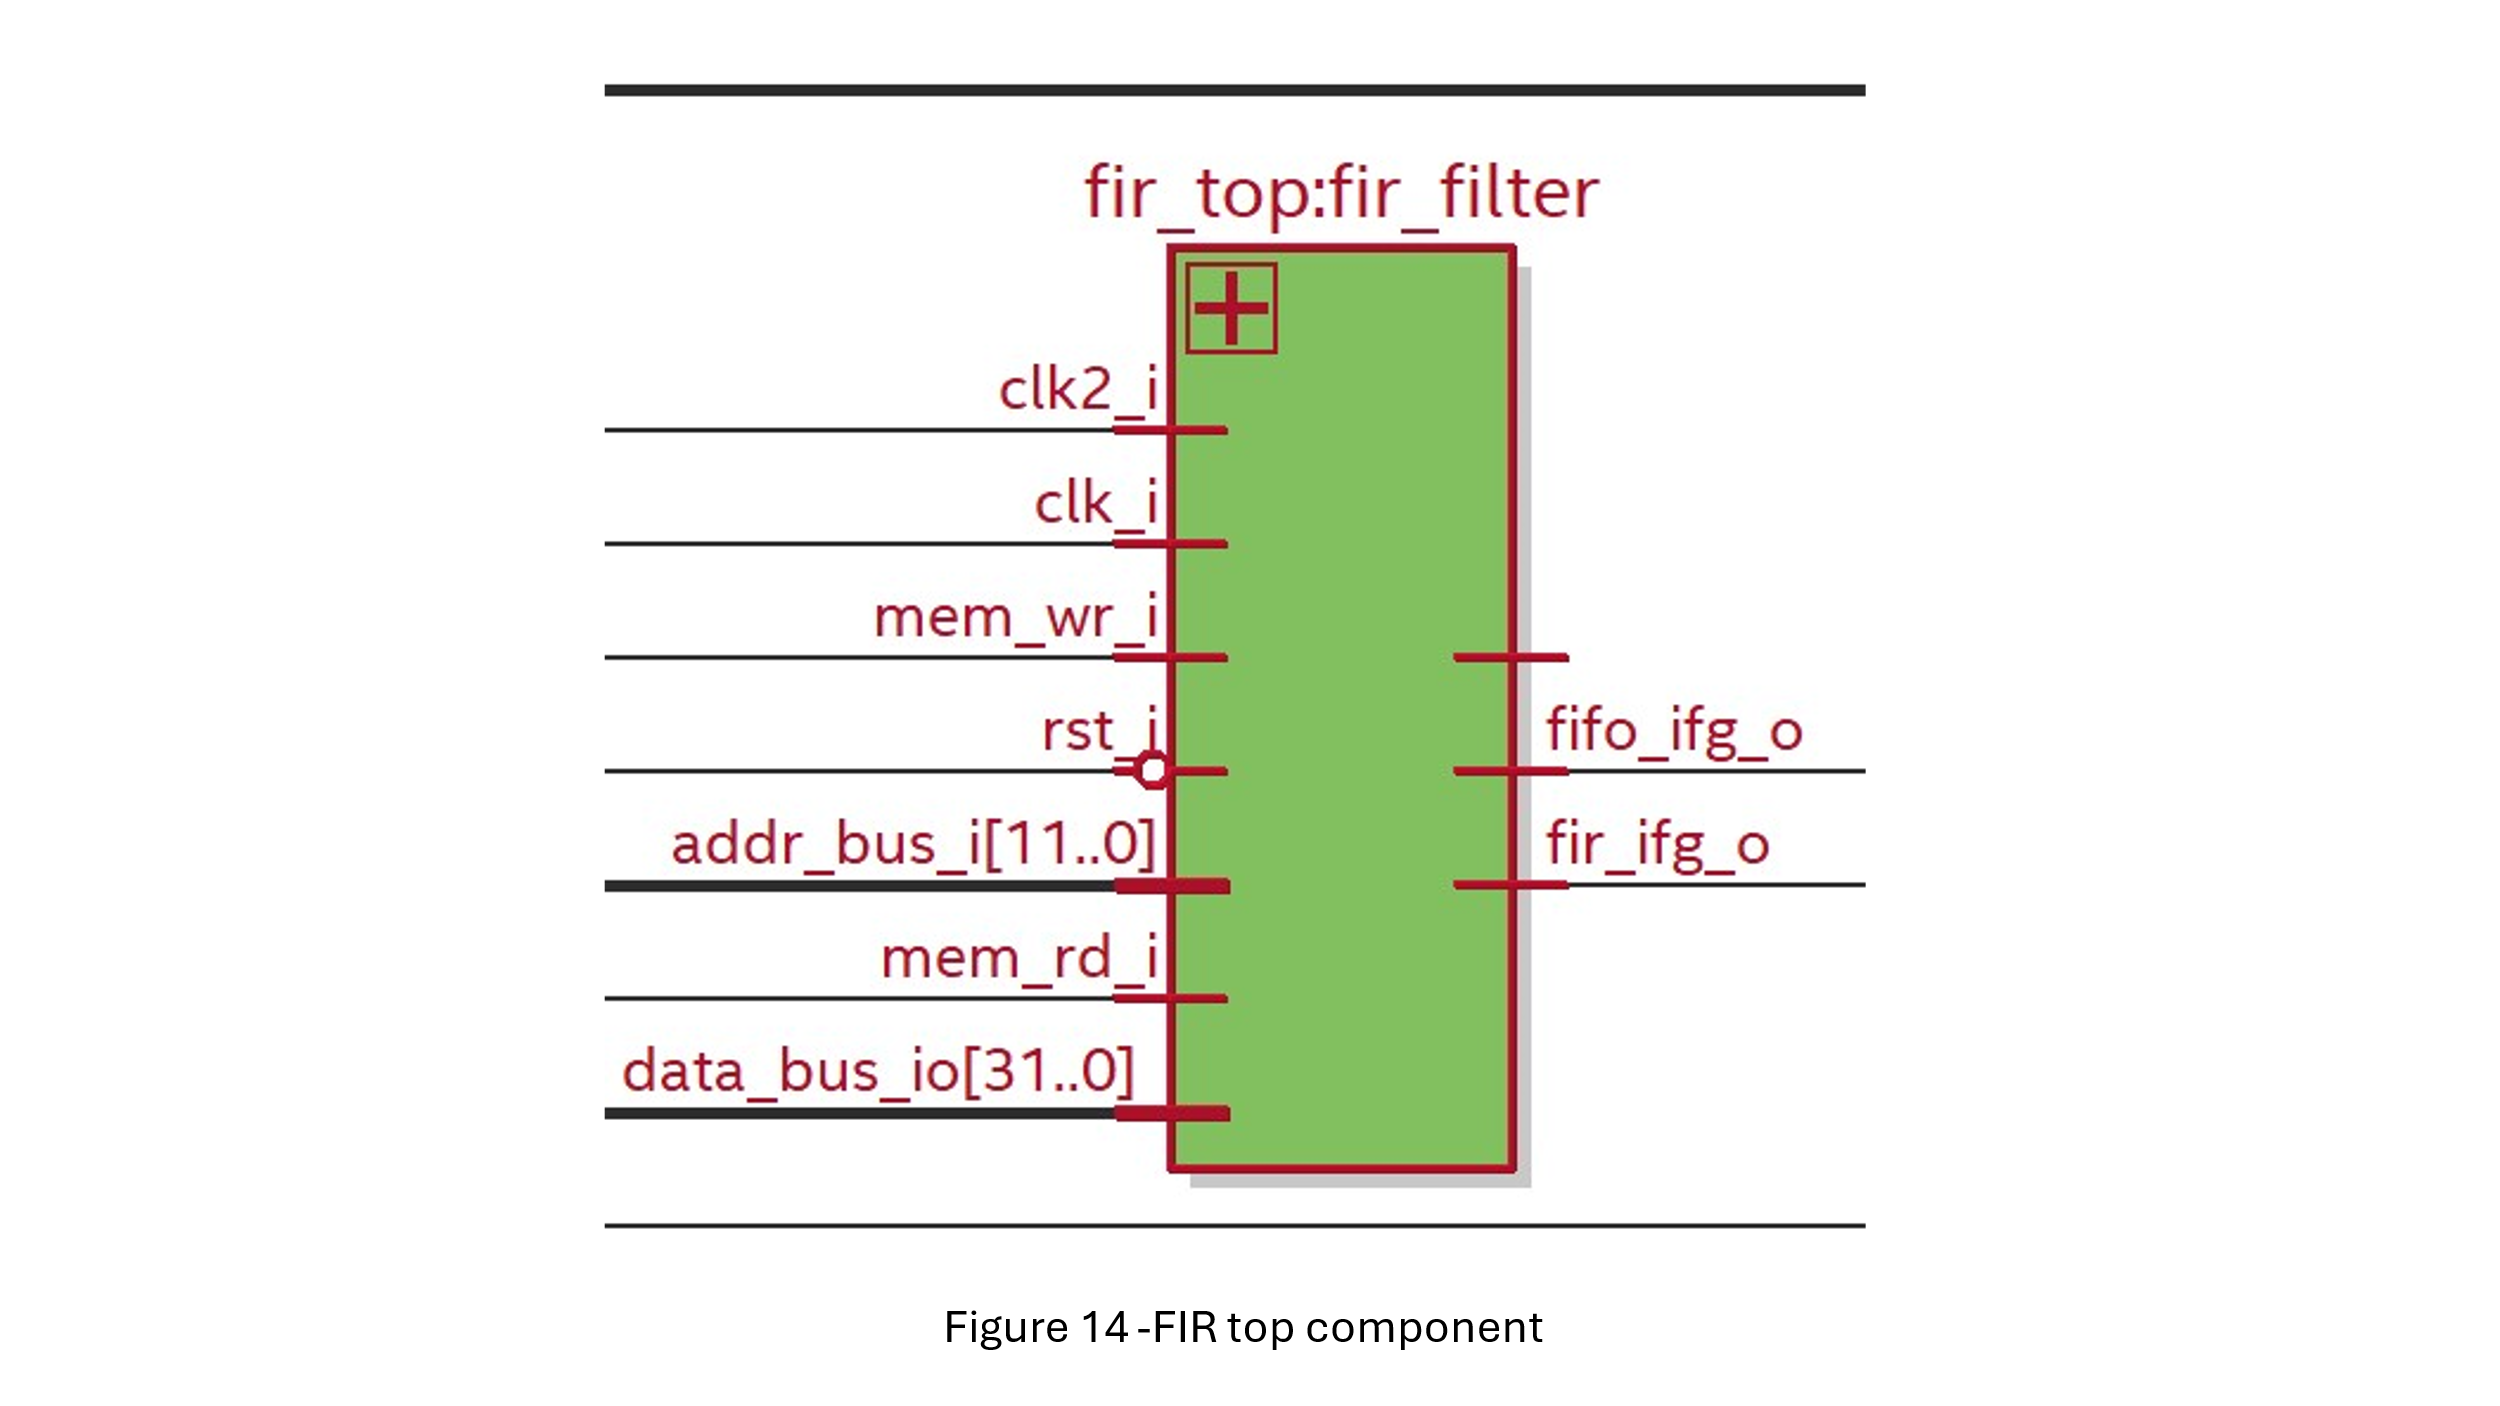 fir_top:fir_filter
clk2_i
clk_i
mem_wr_i
rst_i
fifo_ifg_o
addr_bus_i[11..0]
fir_ifg_o
mem_rd_i
data_bus_io[31..0]
Figure 14 -FIR top component